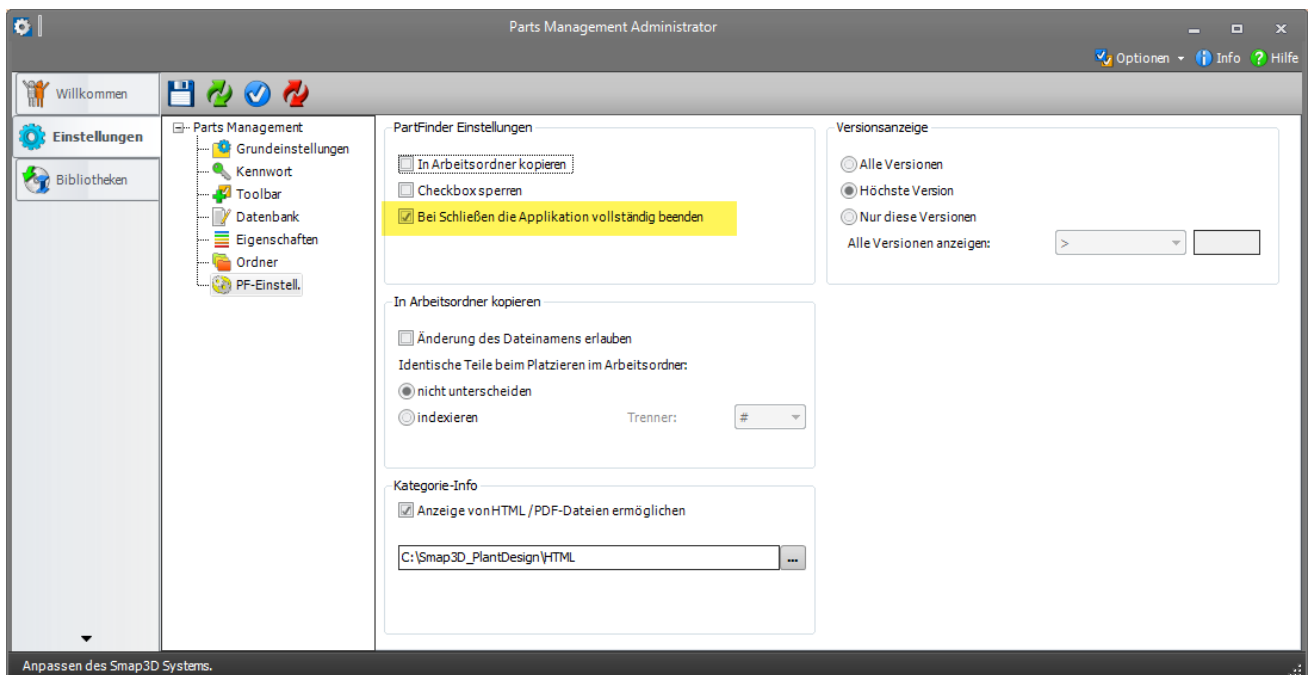 Parts Management Administrator
Optionen
Info
Hilfe
Willkommen
Einstellungen
Bibliotheken
Parts Management
Grundeinstellungen
Kennwort
Toolbar
Datenbank
Eigenschaften
Ordner
PF-Einstell.
PartFinder Einstellungen
In Arbeitsordner kopieren
Checkbox sperren
Bei Schließen die Applikation vollständig beenden
Versionsanzeige
Alle Versionen
Höchste Version
Nur diese Versionen
Alle Versionen anzeigen: >
In Arbeitsordner kopieren
Änderung des Dateinamens erlauben
Identische Teile beim Platzieren im Arbeitsordner:
nicht unterscheiden
indexieren Trenner: #
Kategorie-Info
Anzeige von HTML/PDF-Dateien ermöglichen
C:\Smap3D_PlantDesign\HTML ...
Anpassen des Smap3D Systems.